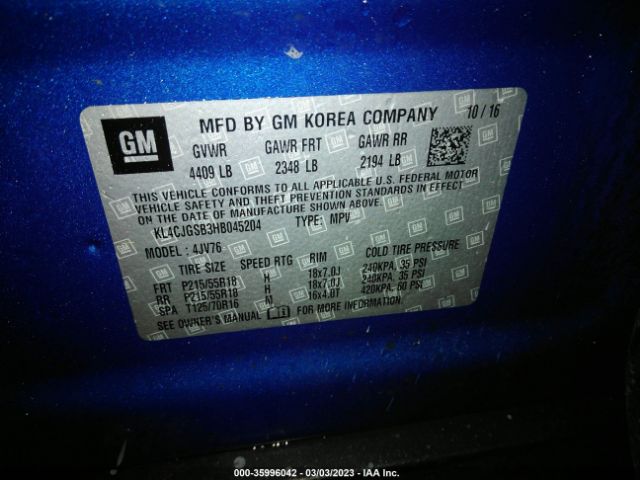 GM
MFD BY GM KOREA COMPANY 10 / 16
GVWR GAWR FRT GAWR RR
4409 LB 2348 LB 2194 LB
THIS VEHICLE CONFORMS TO ALL APPLICABLE U.S. FEDERAL MOTOR
VEHICLE SAFETY AND THEFT PREVENTION STANDARDS IN EFFECT
ON THE DATE OF MANUFACTURE SHOWN ABOVE.
KL4CJGSB3HB045204 TYPE: MPV
MODEL : 4JV76
TIRE SIZE SPEED RTG RIM COLD TIRE PRESSURE
FRT P215/55R18 H 18x7.0J 240KPA, 35 PSI
RR P215/55R18 H 18x7.0J 240KPA, 35 PSI
SPA T125/70R16 M 16x4.0T 420KPA, 60 PSI
SEE OWNER'S MANUAL FOR MORE INFORMATION.
000-35996042 - 03/03/2023 - IAA Inc.